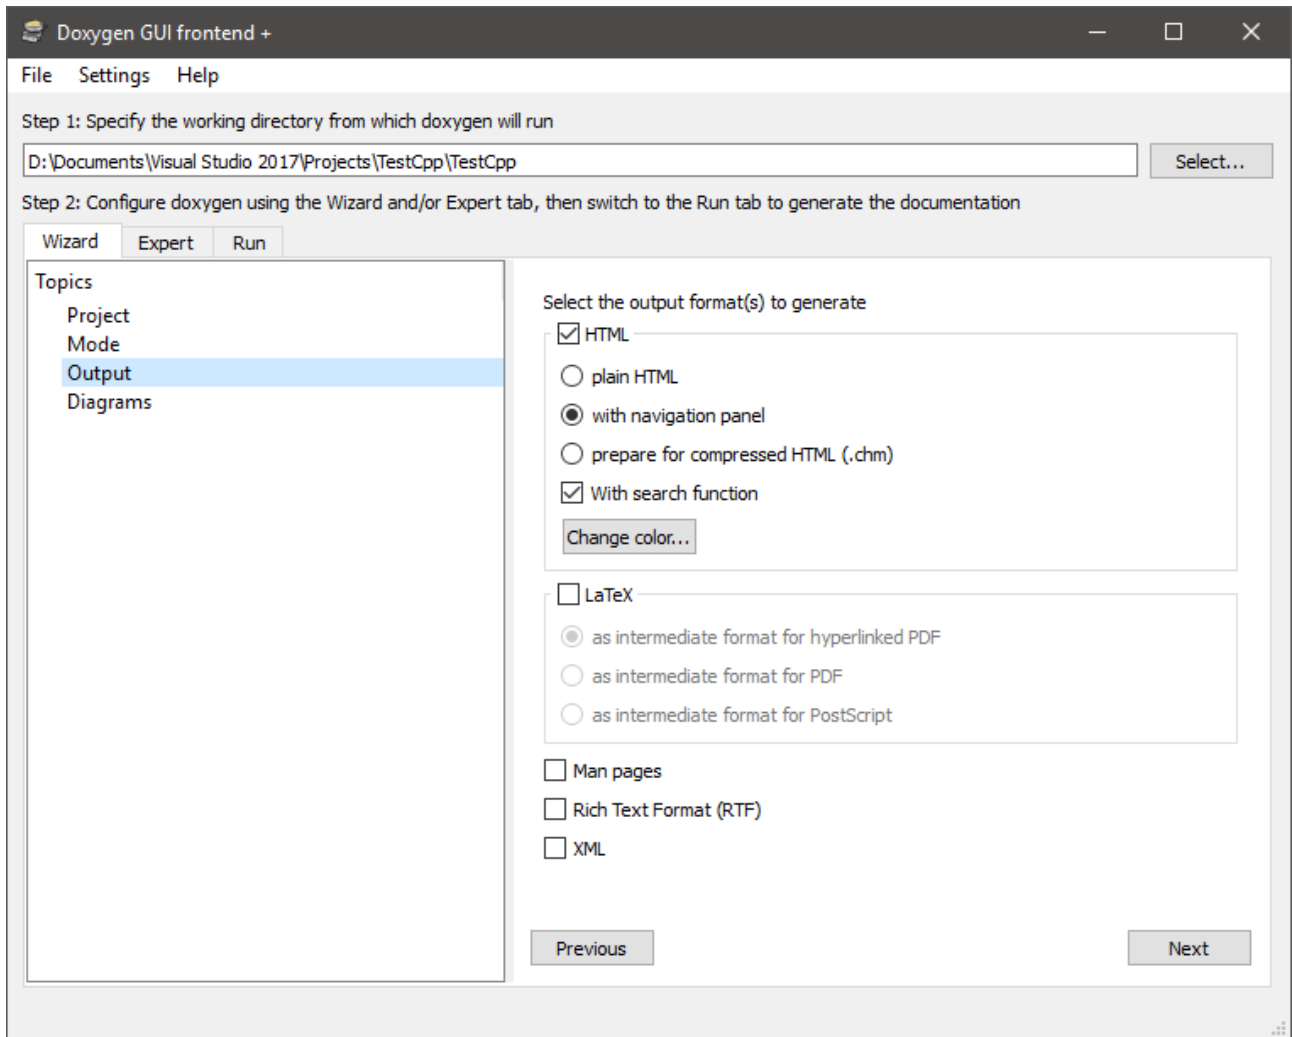 Doxygen GUI frontend +
File Settings Help
Step 1: Specify the working directory from which doxygen will run
D:\Documents\Visual Studio 2017\Projects\TestCpp\TestCpp
Select...
Step 2: Configure doxygen using the Wizard and/or Expert tab, then switch to the Run tab to generate the documentation
Wizard Expert Run
Topics
Project
Mode
Output
Diagrams
Select the output format(s) to generate
HTML
plain HTML
with navigation panel
prepare for compressed HTML (.chm)
With search function
Change color...
LaTeX
as intermediate format for hyperlinked PDF
as intermediate format for PDF
as intermediate format for PostScript
Man pages
Rich Text Format (RTF)
XML
Previous Next